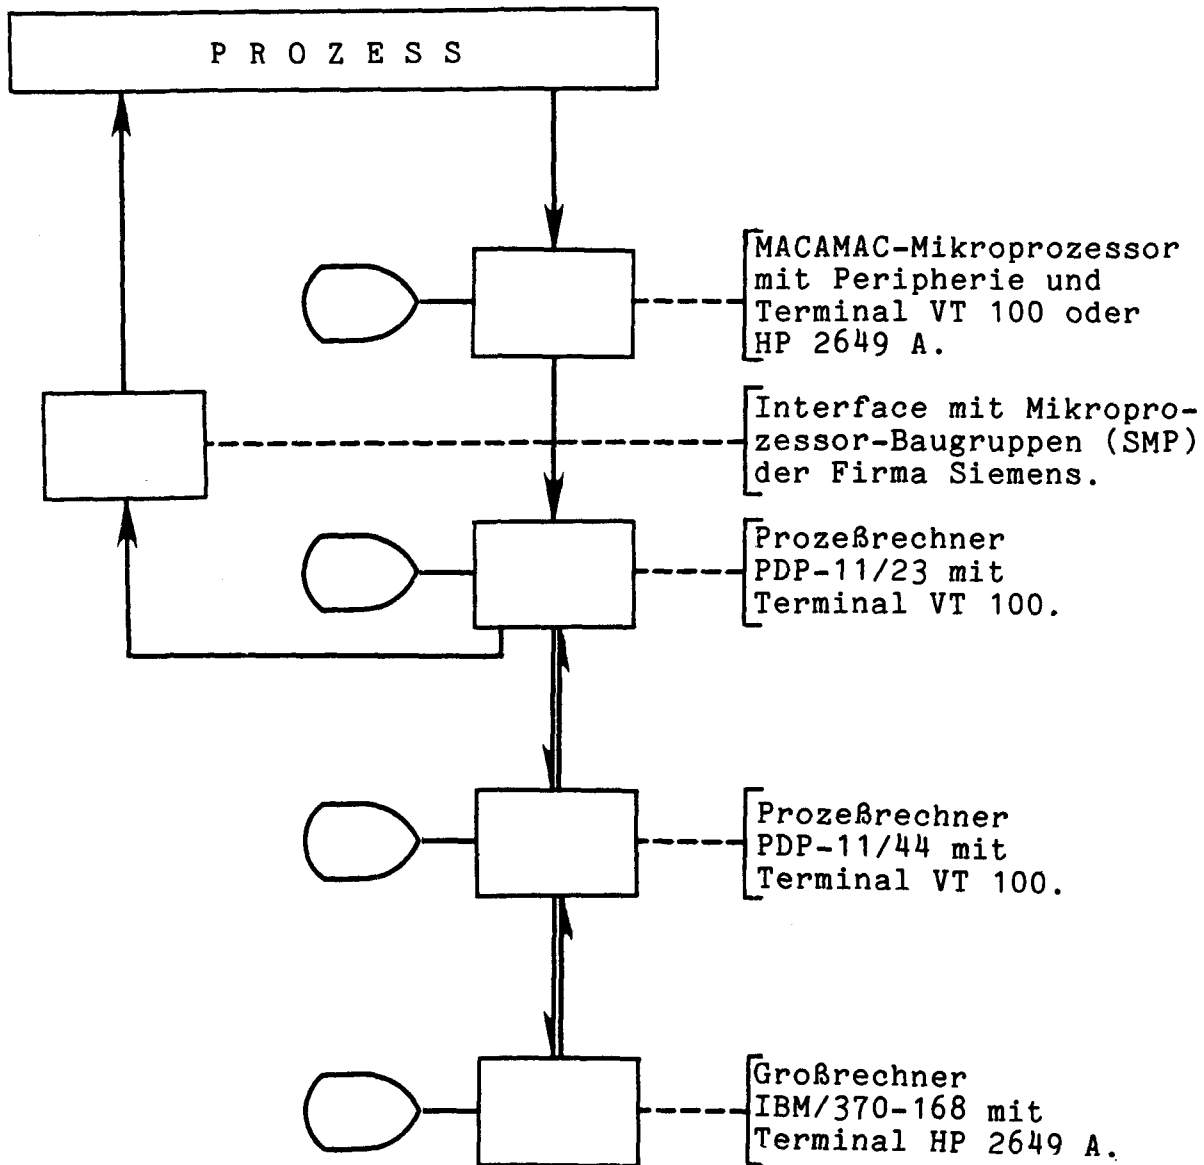 P R O Z E S S
MACAMAC-Mikroprozessor
mit Peripherie und
Terminal VT 100 oder
HP 2649 A.
Interface mit Mikropro-
zessor-Baugruppen (SMP)
der Firma Siemens.
Prozeßrechner
PDP-11/23 mit
Terminal VT 100.
Prozeßrechner
PDP-11/44 mit
Terminal VT 100.
Großrechner
IBM/370-168 mit
Terminal HP 2649 A.